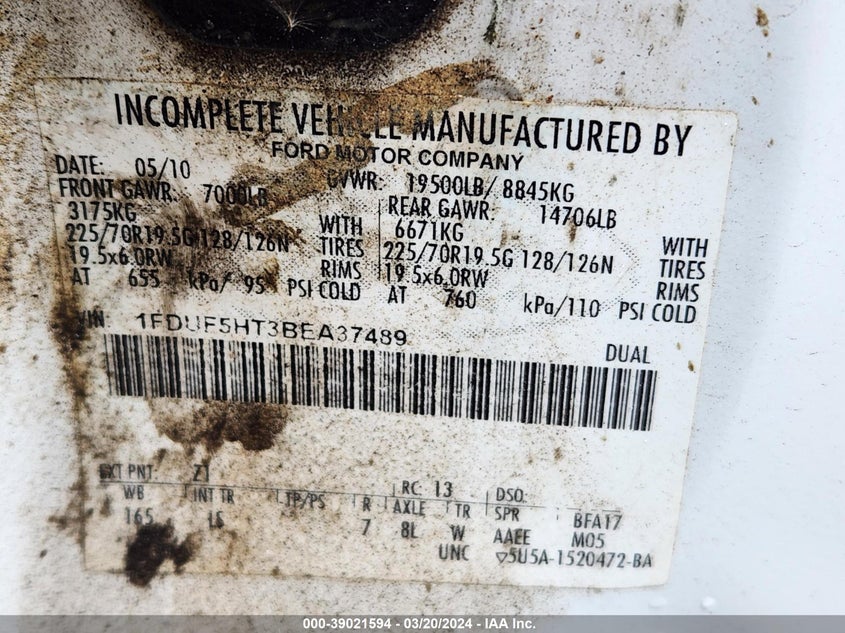 INCOMPLETE VEHICLE MANUFACTURED BY
FORD MOTOR COMPANY
DATE: 05/10 GVWR: 19500LB/ 8845KG
FRONT GAWR: 7000LB REAR GAWR: 14706LB
3175KG WITH 6671KG WITH
225/70R19.5G 128/126N TIRES 225/70R19.5G 128/126N TIRES
19.5x6.0RW RIMS 19.5x6.0RW RIMS
AT 655 kPa/ 95 PSI COLD AT 760 kPa/110 PSI COLD
VIN: 1FDUF5HT3BEA37489
DUAL
EXT PNT: Z1 RC: 13 DSO:
WB INT TR TP/PS R AXLE TR SPR BFA17
165 LS 7 8L W AAEE M05
UNC ▽5U5A-1520472-BA
000-39021594 — 03/20/2024 — IAA Inc.